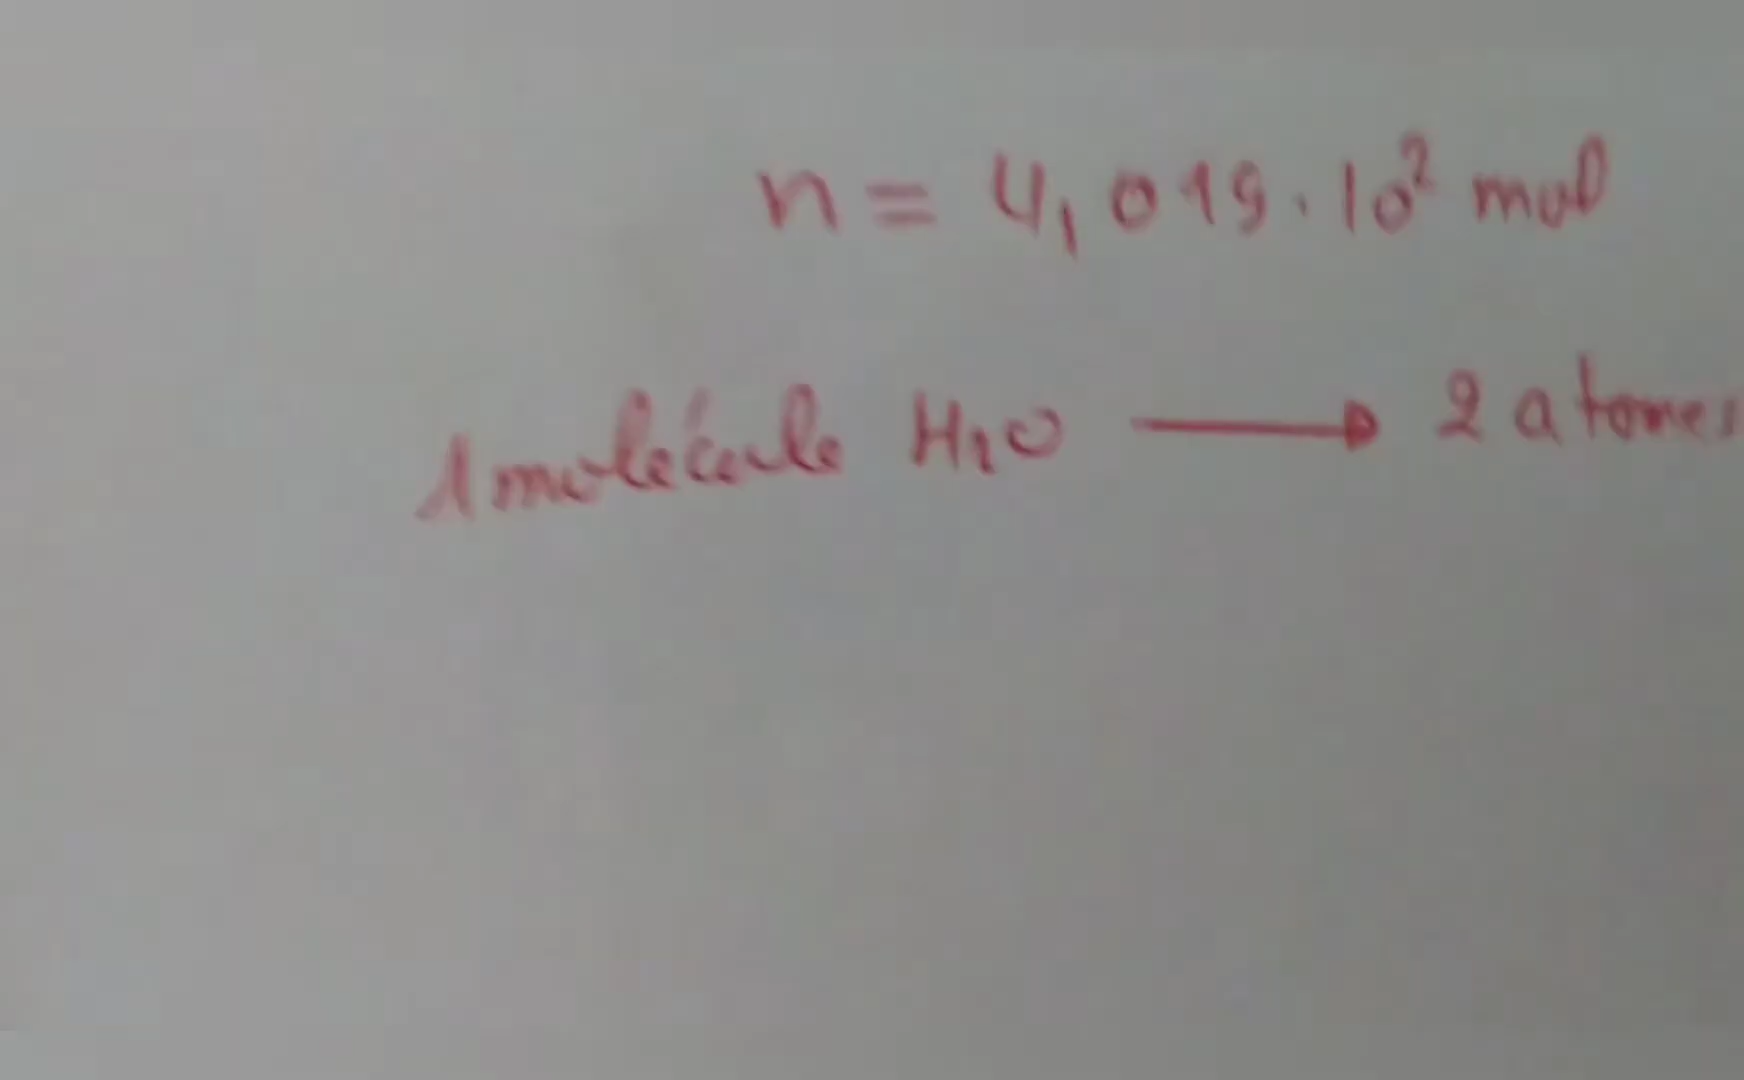 n = 4,019.10² mol
1 molécule H₂O → 2 atomes